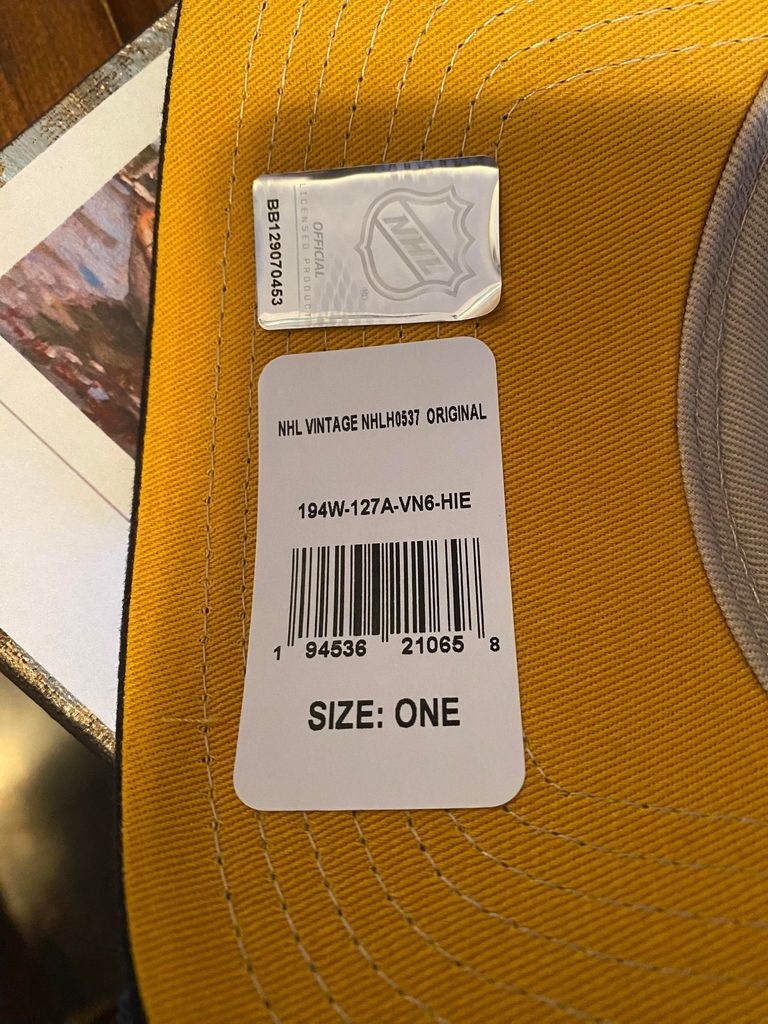 BB129070453
LICENSED PRODUCT
OFFICIAL
NHL
NHL VINTAGE NHLH0537 ORIGINAL
194W-127A-VN6-HIE
1 94536 21065 8
SIZE: ONE